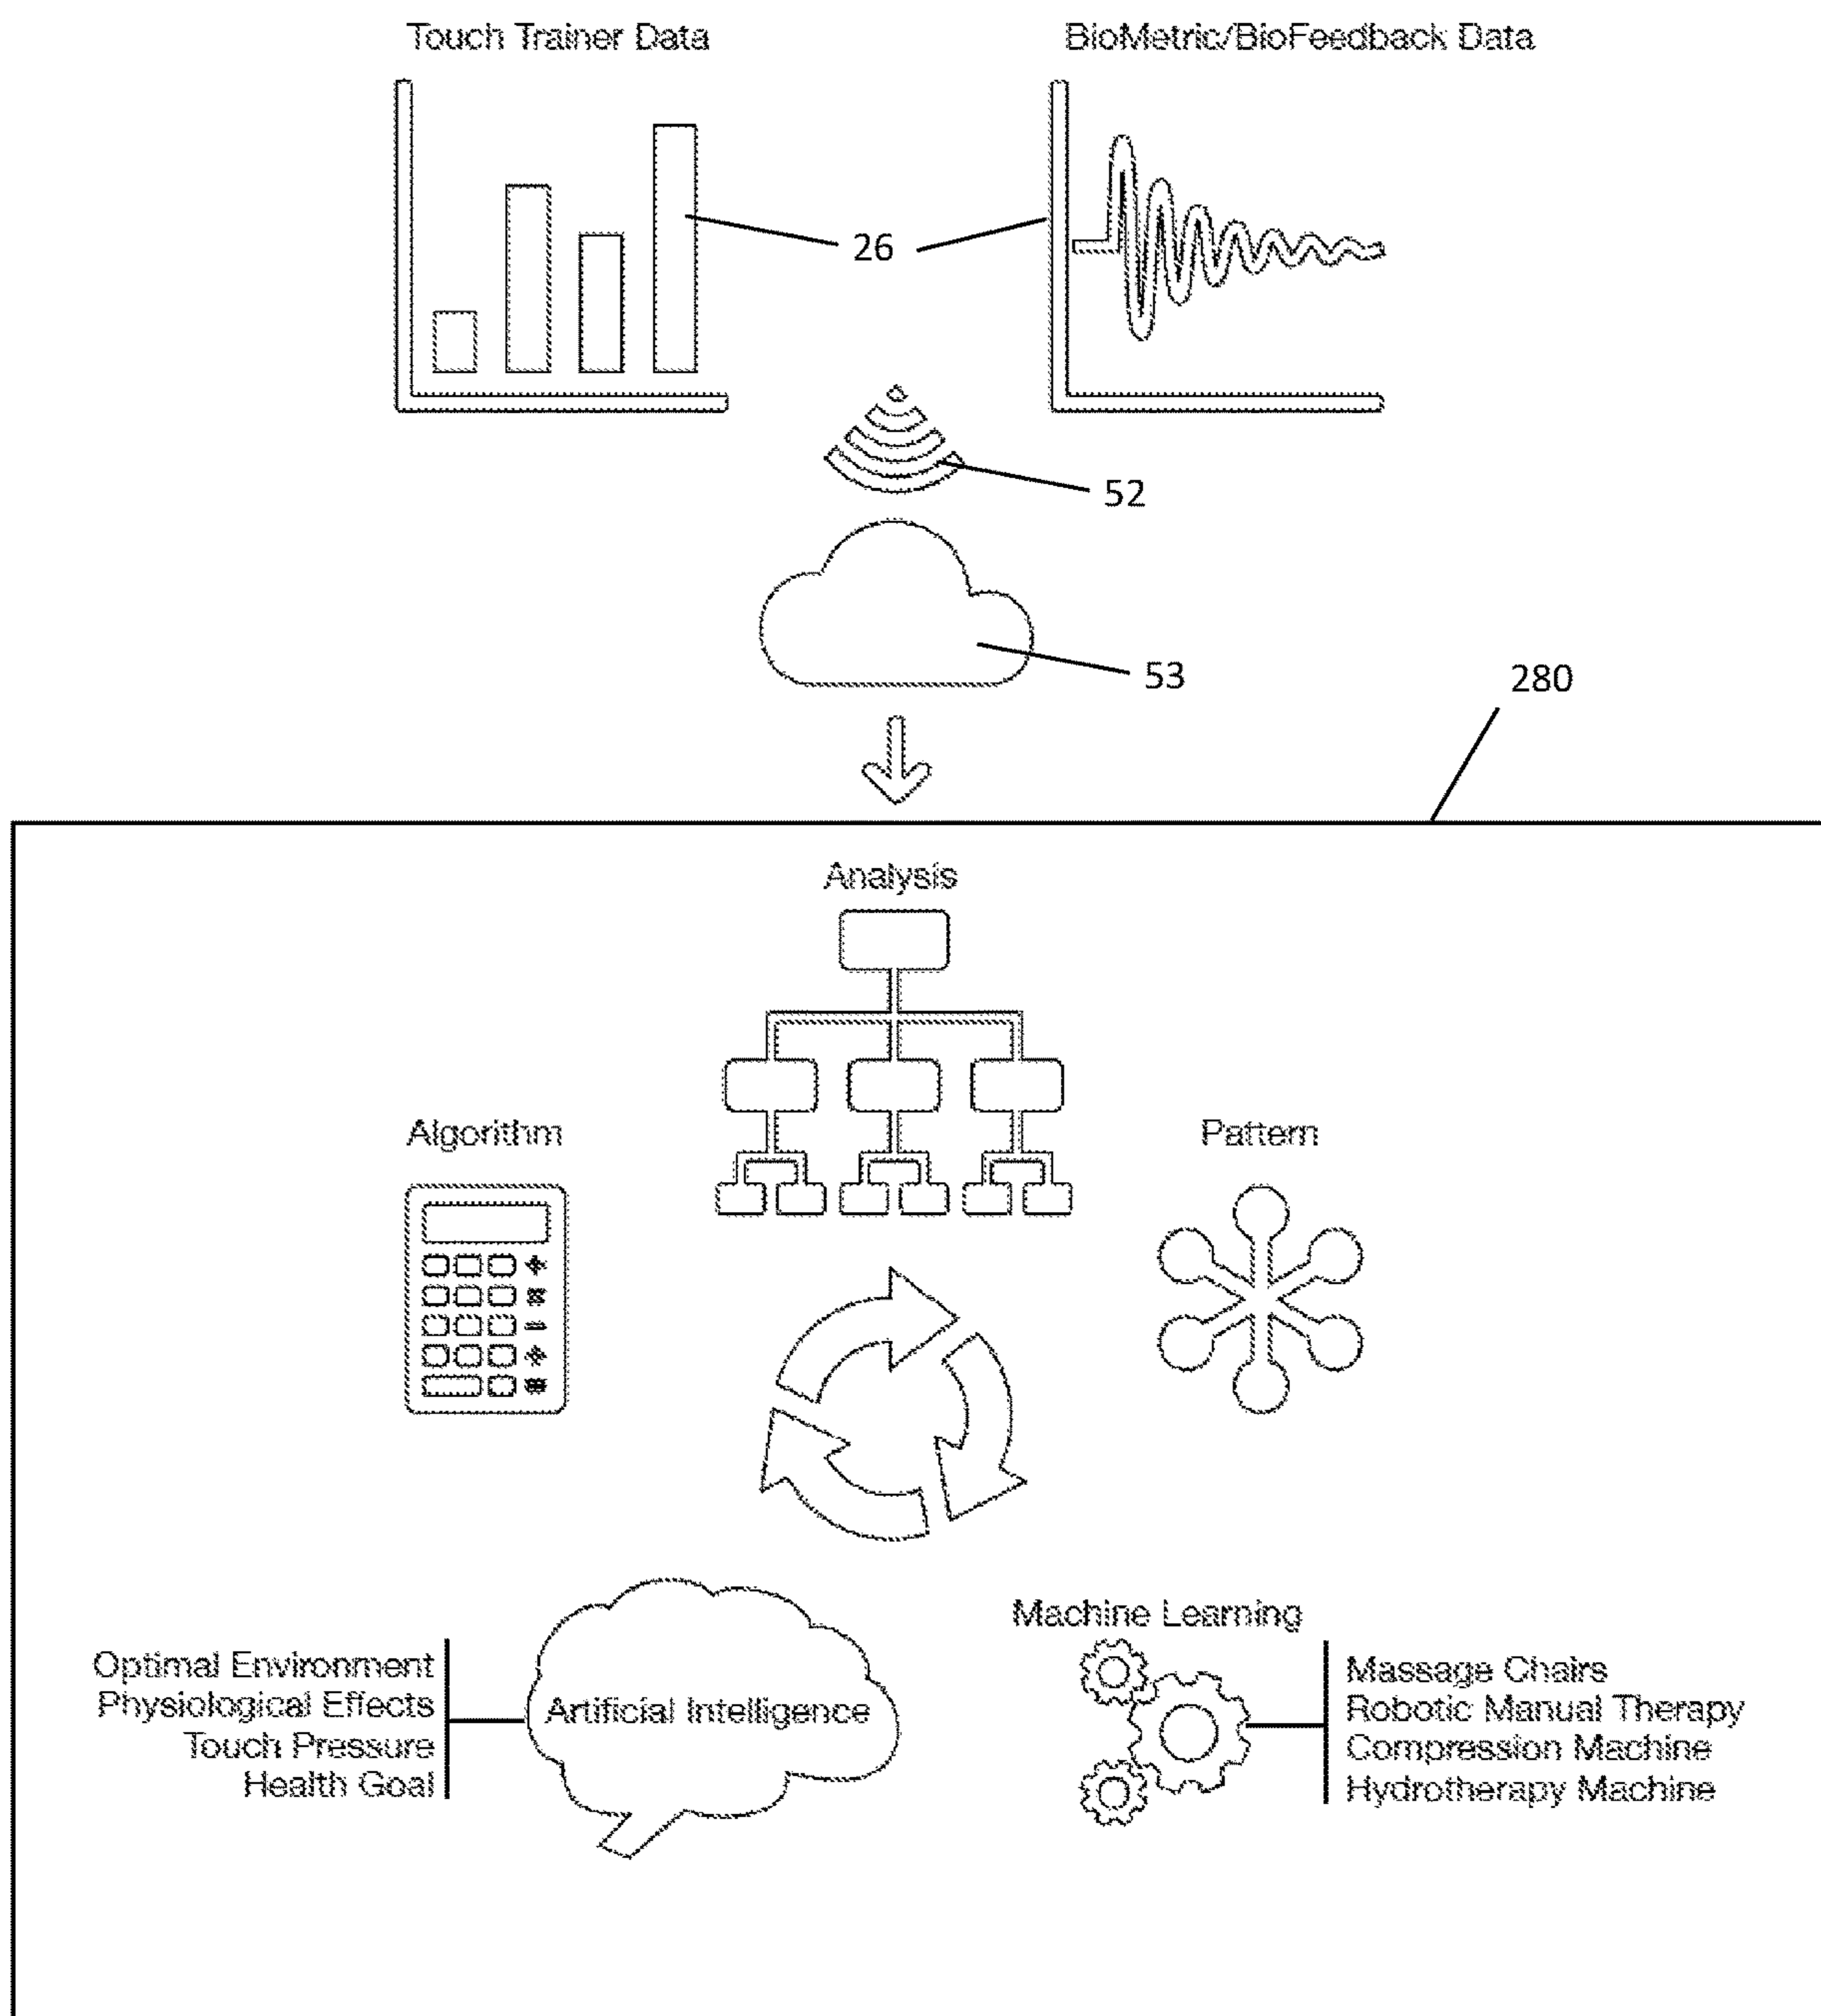 Touch Trainer Data
BioMetric/BioFeedback Data
26
52
53
280
Analysis
Algorithm
Pattern
Machine Learning
Optimal Environment
Physiological Effects
Touch Pressure
Health Goal
Artificial Intelligence
Massage Chairs
Robotic Manual Therapy
Compression Machine
Hydrotherapy Machine